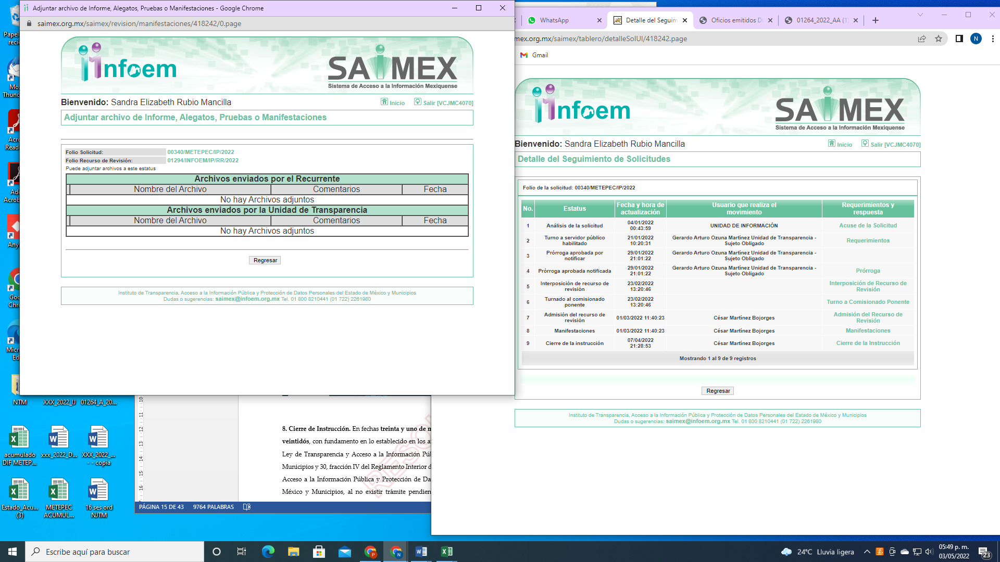 Adjuntar archivo de Informe, Alegatos, Pruebas o Manifestaciones - Google Chrome
saimex.org.mx/saimex/revision/manifestaciones/418242/0.page
infoem
SAIMEX
Sistema de Acceso a la Información Mexiquense
Bienvenido: Sandra Elizabeth Rubio Mancilla
Inicio
Salir [VCJMC4070]
Adjuntar archivo de Informe, Alegatos, Pruebas o Manifestaciones
Folio Solicitud: 00340/METEPEC/IP/2022
Folio Recurso de Revisión: 01294/INFOEM/IP/RR/2022
Puede adjuntar archivos a este estatus
Archivos enviados por el Recurrente
Nombre del Archivo Comentarios Fecha
No hay Archivos adjuntos
Archivos enviados por la Unidad de Transparencia
Nombre del Archivo Comentarios Fecha
No hay Archivos adjuntos
Regresar
Instituto de Transparencia, Acceso a la Información Pública y Protección de Datos Personales del Estado de México y Municipios
Dudas o sugerencias: saimex@infoem.org.mx Tel. 01 800 8210441 (01 722) 2261980
WhatsApp
Detalle del Seguim
Oficios emitidos D
01264_2022_AA (1)
mex.org.mx/saimex/tablero/detalleSolUI/418242.page
N
Gmail
infoem
SAIMEX
Sistema de Acceso a la Información Mexiquense
Bienvenido: Sandra Elizabeth Rubio Mancilla
Inicio
Salir [VCJMC4070]
Detalle del Seguimiento de Solicitudes
Folio de la solicitud: 00340/METEPEC/IP/2022
No. Estatus Fecha y hora de actualización Usuario que realiza el movimiento Requerimientos y respuesta
1 Análisis de la solicitud 04/01/2022 00:43:59 UNIDAD DE INFORMACIÓN Acuse de la Solicitud
2 Turno a servidor público habilitado 21/01/2022 10:20:31 Gerardo Arturo Ozuna Martínez Unidad de Transparencia - Sujeto Obligado Requerimientos
3 Prórroga aprobada por notificar 29/01/2022 21:01:22 Gerardo Arturo Ozuna Martínez Unidad de Transparencia - Sujeto Obligado
4 Prórroga aprobada notificada 29/01/2022 21:01:22 Gerardo Arturo Ozuna Martínez Unidad de Transparencia - Sujeto Obligado Prórroga
5 Interposición de recurso de revisión 23/02/2022 13:20:46 Interposición de Recurso de Revisión
6 Turnado al comisionado ponente 23/02/2022 13:20:46 Turno a Comisionado Ponente
7 Admisión del recurso de revisión 01/03/2022 11:40:23 César Martínez Bojorges Admisión del Recurso de Revisión
8 Manifestaciones 01/03/2022 11:40:23 César Martínez Bojorges Manifestaciones
9 Cierre de la instrucción 07/04/2022 21:28:53 César Martínez Bojorges Cierre de la Instrucción
Mostrando 1 al 9 de 9 registros
Regresar
Instituto de Transparencia, Acceso a la Información Pública y Protección de Datos Personales del Estado de México y Municipios
Dudas o sugerencias: saimex@infoem.org.mx Tel. 01 800 8210441 (01 722) 2261980
NTM
XXX_2022_IJ
01264_A_20...
acumulado DIF METEP...
xxx_2022_D...
XXX_2022_... - - copia
Estado_Acu... (3)
METEPEC ACUMUL...
16 ses ord NJTM
8. Cierre de Instrucción. En fechas treinta y uno de
veintidós, con fundamento en lo establecido en los
Ley de Transparencia y Acceso a la Información
Municipios y 30, fracción IV del Reglamento Interior
Acceso a la Información Pública y Protección de
México y Municipios, al no existir trámite
PÁGINA 15 DE 43 9764 PALABRAS
Escribe aquí para buscar
24°C Lluvia ligera
05:49 p. m.
03/05/2022
23